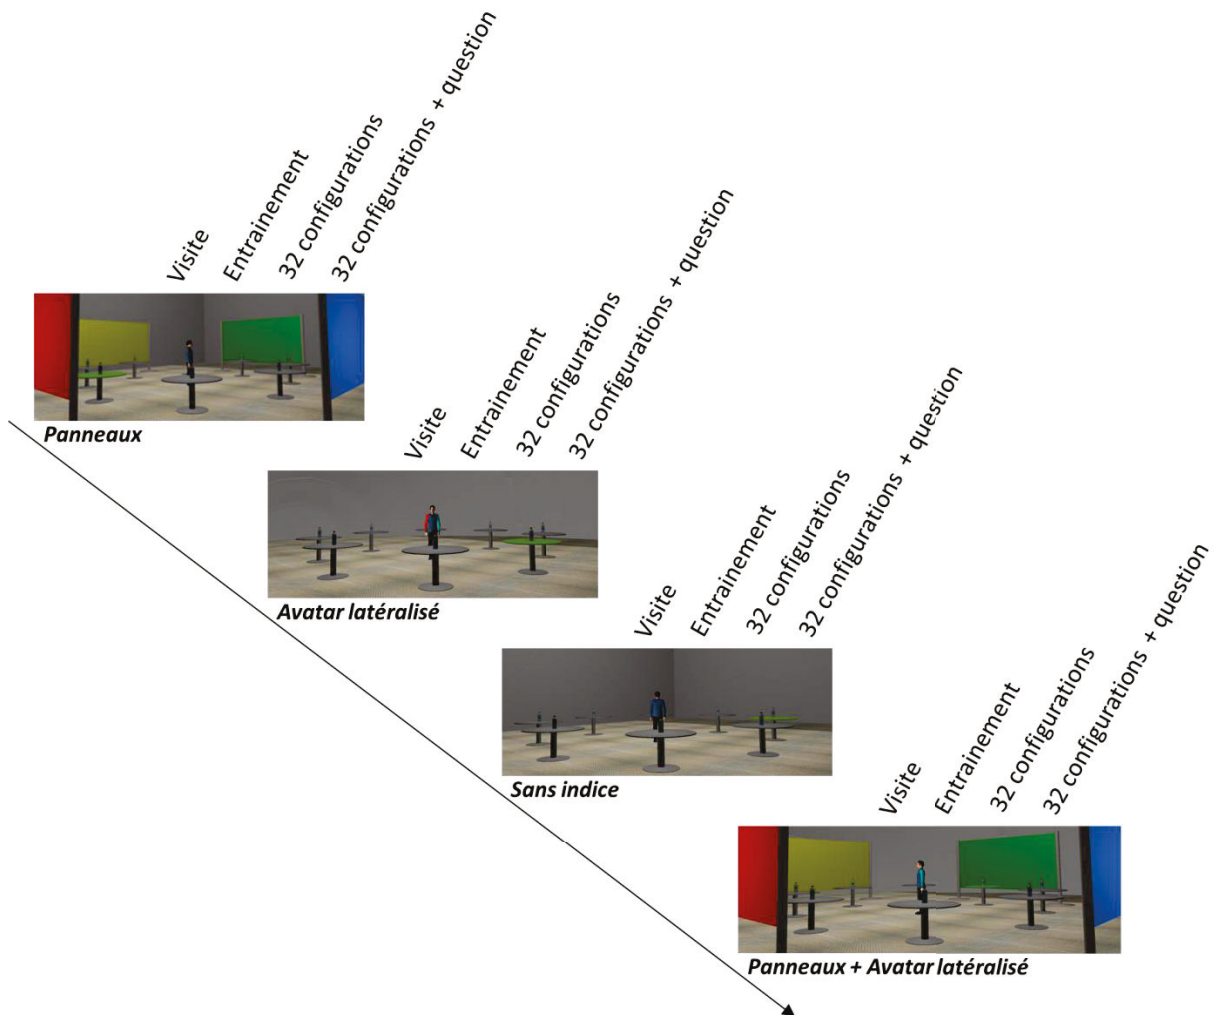 Visite
Entrainement
32 configurations
32 configurations + question
Panneaux
Visite
Entrainement
32 configurations
32 configurations + question
Avatar latéralisé
Visite
Entrainement
32 configurations
32 configurations + question
Sans indice
Visite
Entrainement
32 configurations
32 configurations + question
Panneaux + Avatar latéralisé